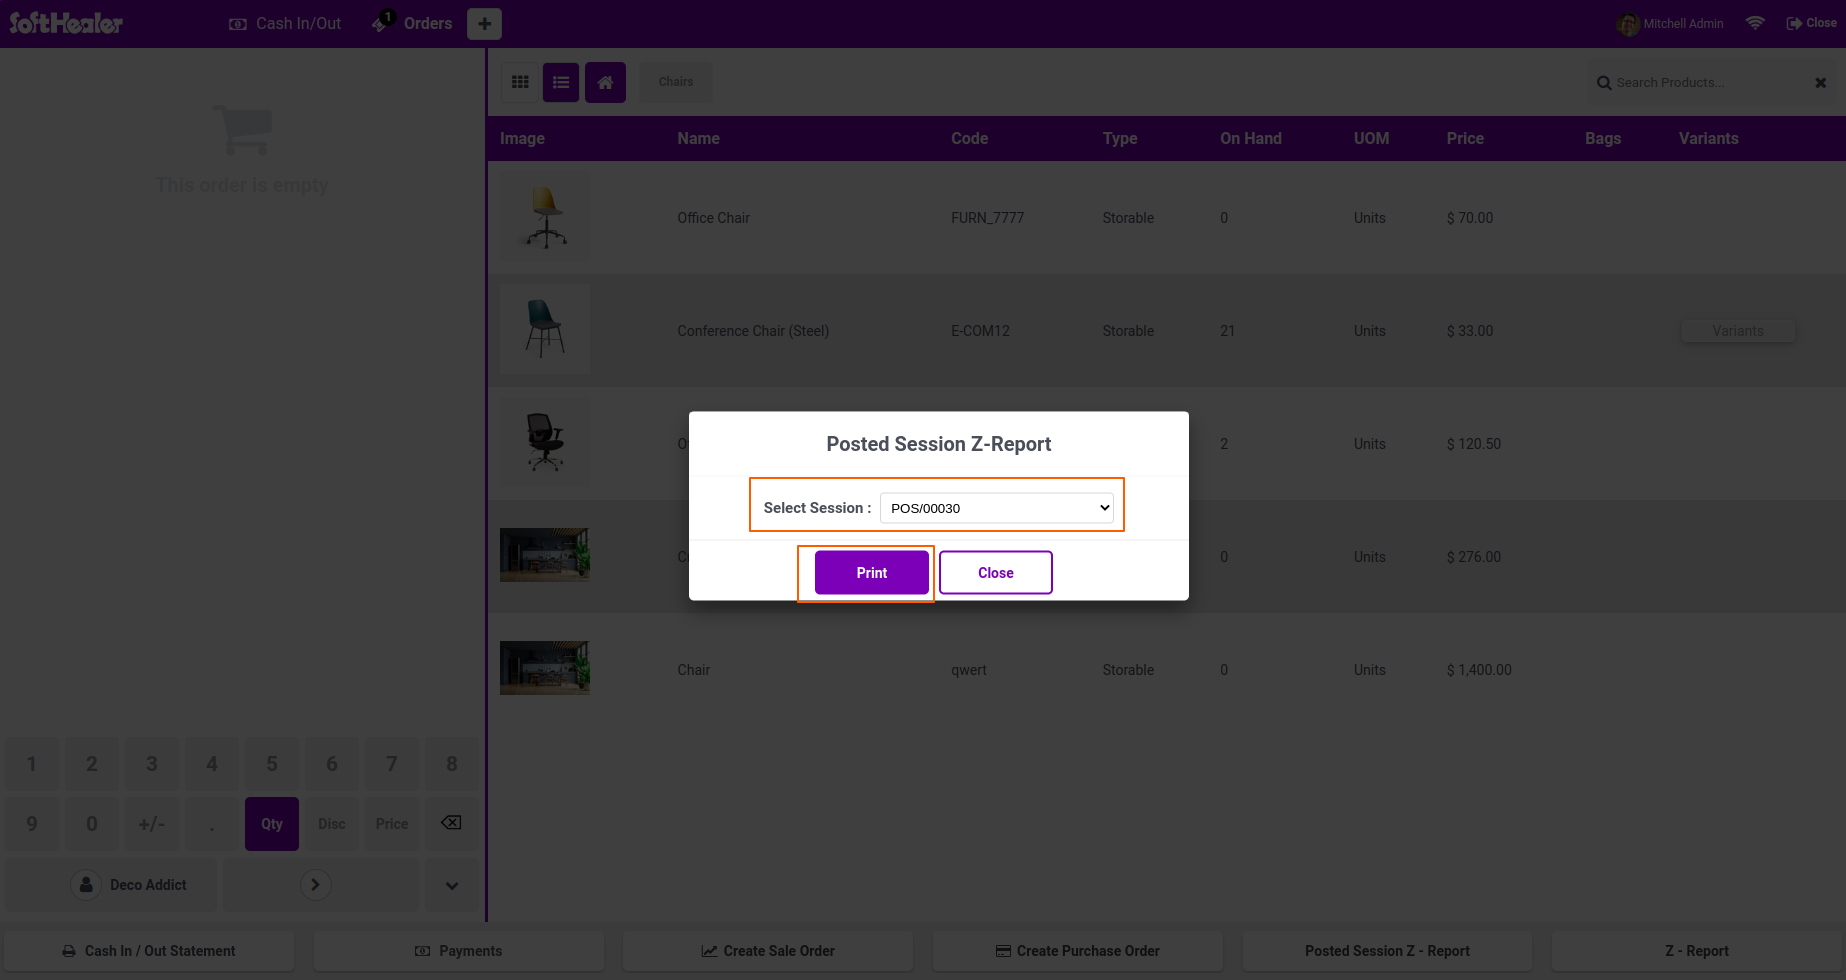 SoftHealer
Cash In/Out
1
Orders
Mitchell Admin
Close
This order is empty
Chairs
Search Products...
Image Name Code Type On Hand UOM Price Bags Variants
Office Chair FURN_7777 Storable 0 Units $ 70.00
Conference Chair (Steel) E-COM12 Storable 21 Units $ 33.00 Variants
2 Units $ 120.50
0 Units $ 276.00
Chair qwert Storable 0 Units $ 1,400.00
Posted Session Z-Report
Select Session : POS/00030
Print Close
1 2 3 4 5 6 7 8
9 0 +/- . Qty Disc Price
Deco Addict
Cash In / Out Statement Payments Create Sale Order Create Purchase Order Posted Session Z - Report Z - Report